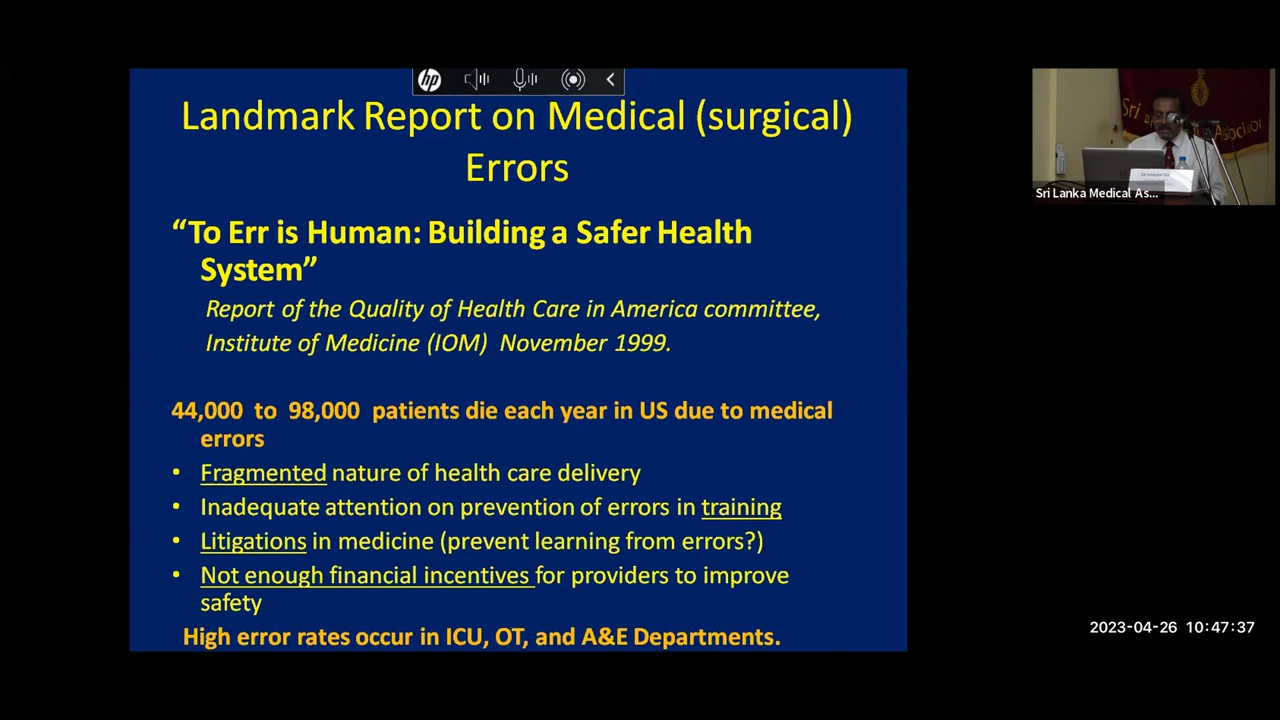 hp
Landmark Report on Medical (surgical)
Errors
“To Err is Human: Building a Safer Health
System”
Report of the Quality of Health Care in America committee,
Institute of Medicine (IOM) November 1999.
44,000 to 98,000 patients die each year in US due to medical
errors
• Fragmented nature of health care delivery
• Inadequate attention on prevention of errors in training
• Litigations in medicine (prevent learning from errors?)
• Not enough financial incentives for providers to improve
safety
High error rates occur in ICU, OT, and A&E Departments.
Sri
Sri Lanka Medical As...
2023-04-26 10:47:37